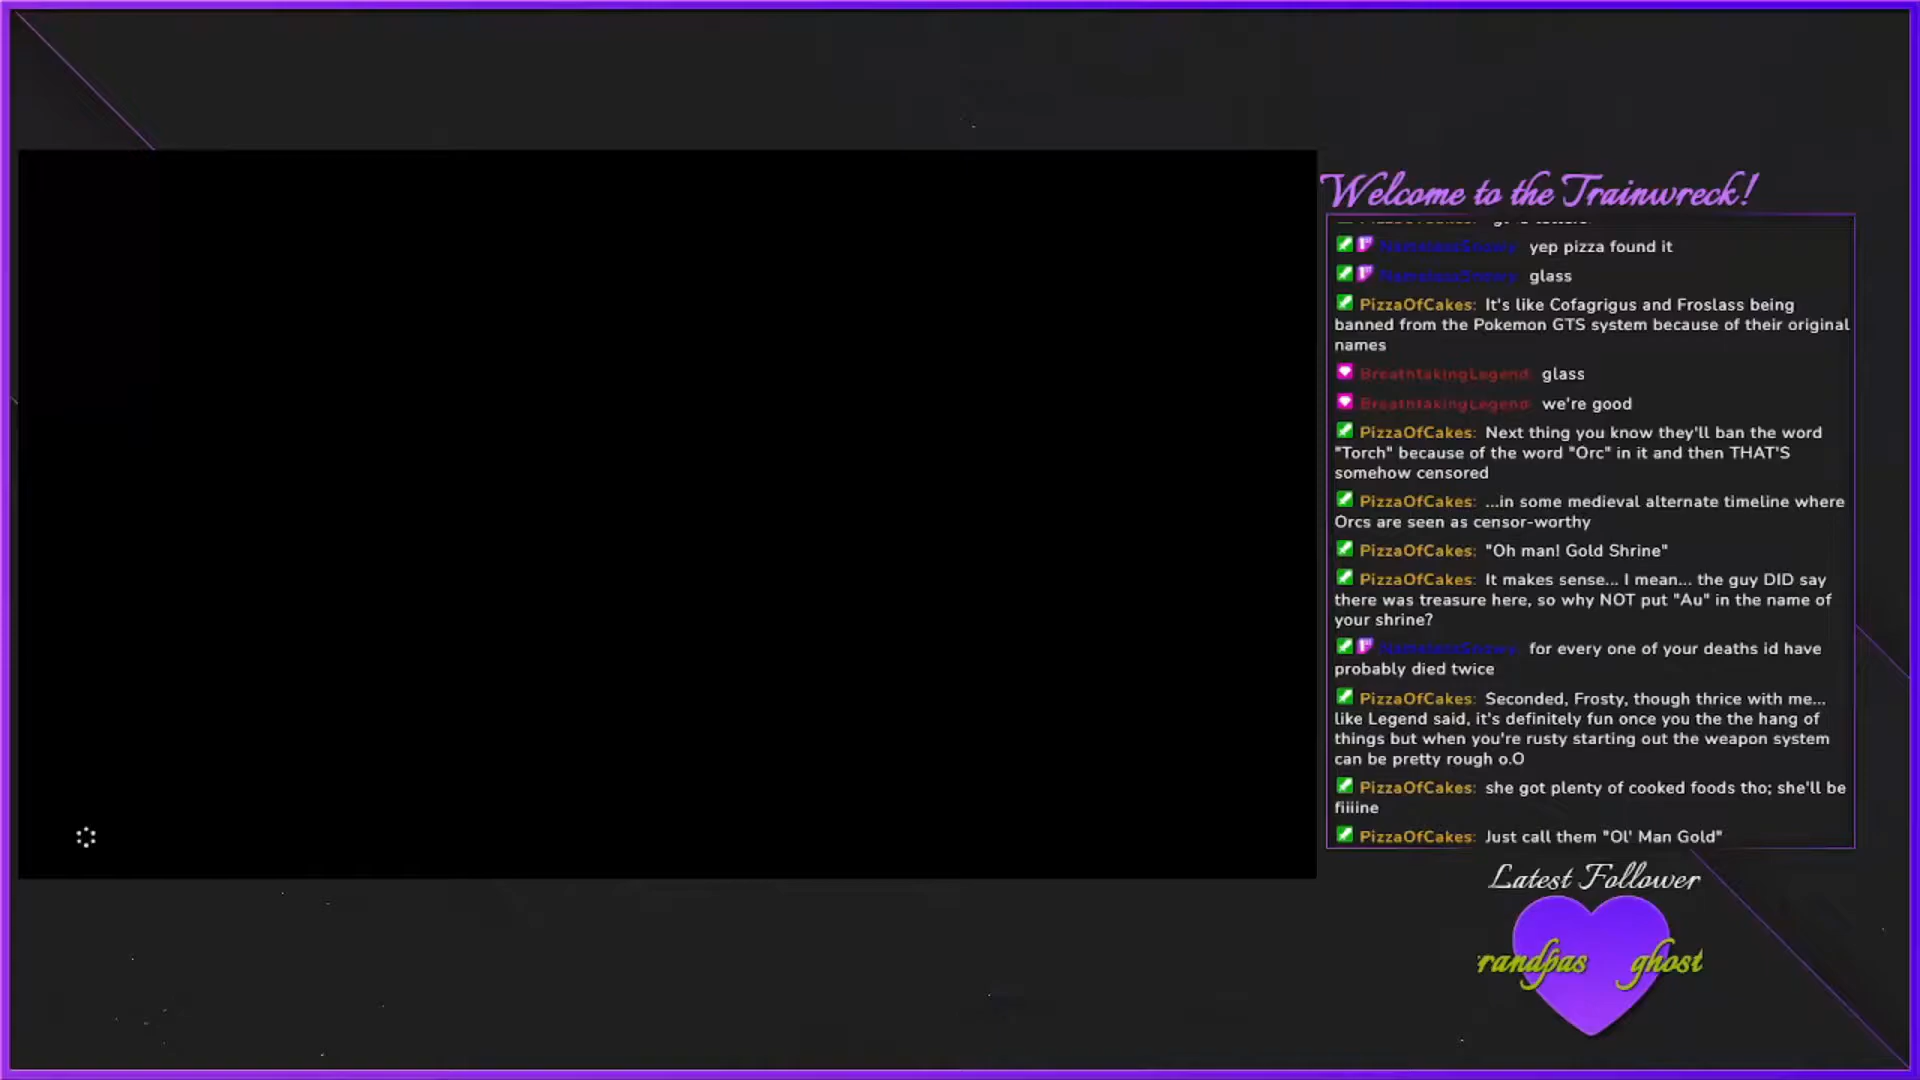 Welcome to the Trainwreck!
NamelessSnowy yep pizza found it
NamelessSnowy glass
PizzaOfCakes: It's like Cofagrigus and Froslass being
banned from the Pokemon GTS system because of their original
names
BreathtakingLegend glass
BreathtakingLegend we're good
PizzaOfCakes: Next thing you know they'll ban the word
"Torch" because of the word "Orc" in it and then THAT'S
somehow censored
PizzaOfCakes: ...in some medieval alternate timeline where
Orcs are seen as censor-worthy
PizzaOfCakes: "Oh man! Gold Shrine"
PizzaOfCakes: It makes sense... I mean... the guy DID say
there was treasure here, so why NOT put "Au" in the name of
your shrine?
NamelessSnowy for every one of your deaths id have
probably died twice
PizzaOfCakes: Seconded, Frosty, though thrice with me...
like Legend said, it's definitely fun once you the the hang of
things but when you're rusty starting out the weapon system
can be pretty rough o.O
PizzaOfCakes: she got plenty of cooked foods tho; she'll be
fiiiine
PizzaOfCakes: Just call them "Ol' Man Gold"
Latest Follower
randpas ghost